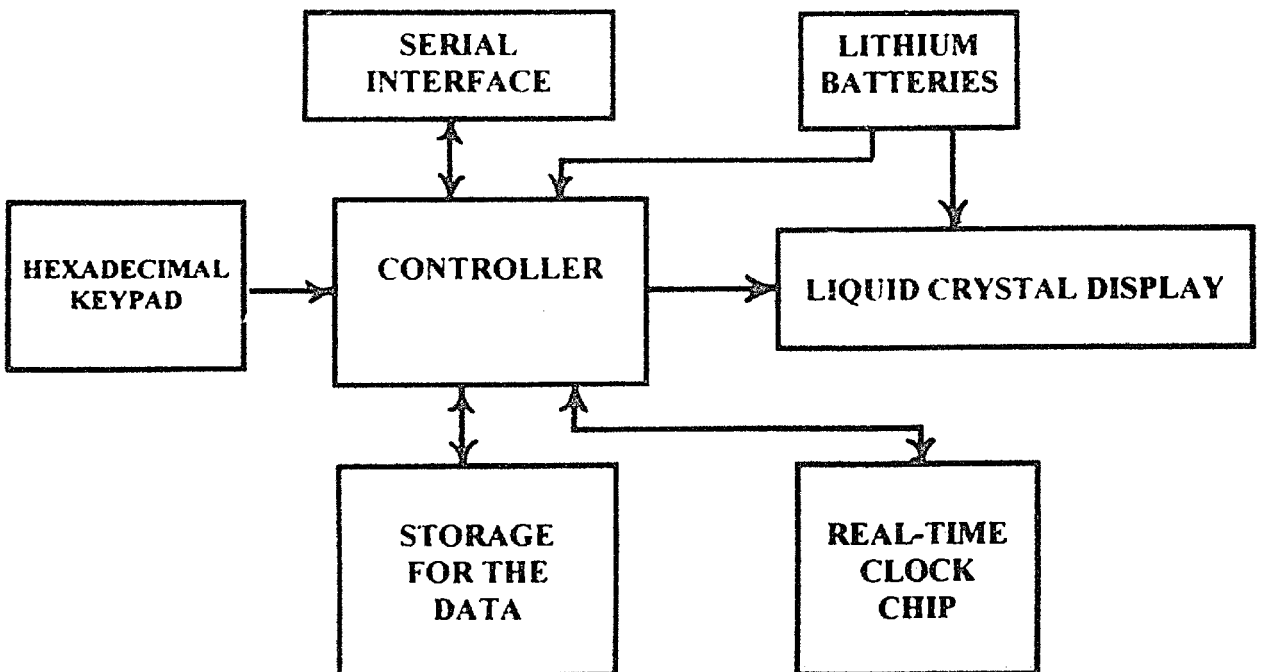 SERIAL
INTERFACE
LITHIUM
BATTERIES
HEXADECIMAL
KEYPAD
CONTROLLER
LIQUID CRYSTAL DISPLAY
STORAGE
FOR THE
DATA
REAL-TIME
CLOCK
CHIP